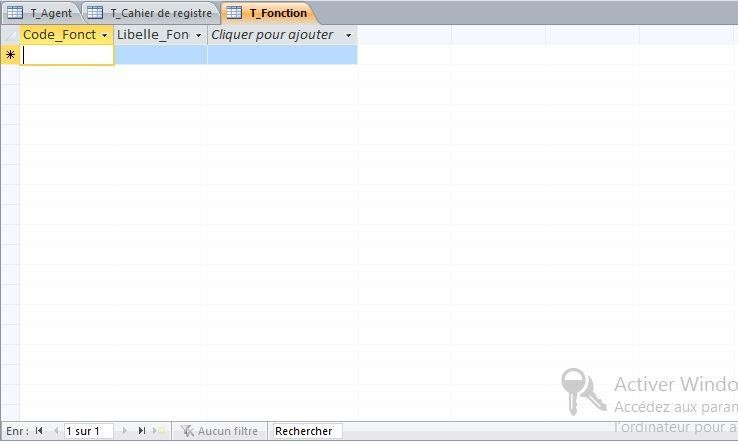 T_Agent T_Cahier de registre T_Fonction
Code_Fonct Libelle_Fon Cliquer pour ajouter
Activer Windo
Accédez aux param
l'ordinateur pour a
Enr : 1 sur 1 Aucun filtre Rechercher